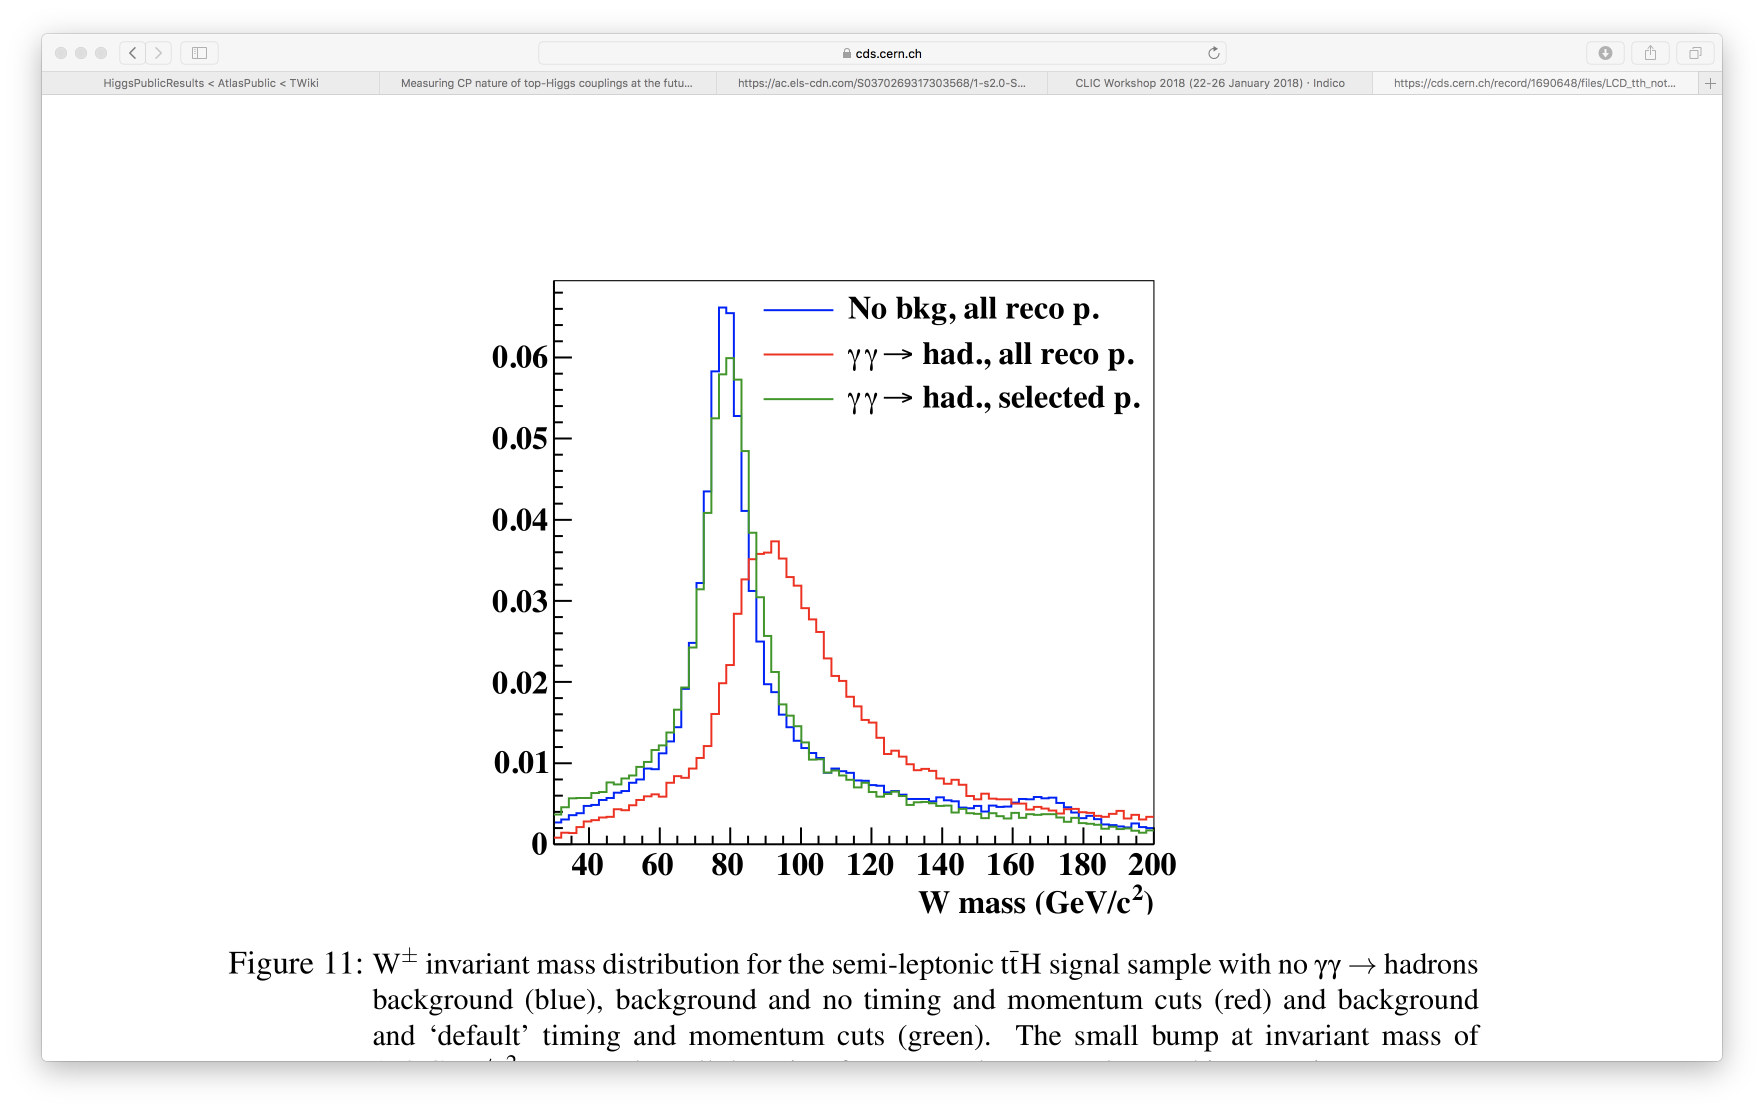 cds.cern.ch
HiggsPublicResults < AtlasPublic < TWiki
Measuring CP nature of top-Higgs couplings at the futu...
https://ac.els-cdn.com/S0370269317303568/1-s2.0-S...
CLIC Workshop 2018 (22-26 January 2018) · Indico
https://cds.cern.ch/record/1690648/files/LCD_tth_not...
No bkg, all reco p.
γγ→ had., all reco p.
γγ→ had., selected p.
0.06
0.05
0.04
0.03
0.02
0.01
0
40 60 80 100 120 140 160 180 200
W mass (GeV/c²)
Figure 11: W± invariant mass distribution for the semi-leptonic tt̄H signal sample with no γγ → hadrons
background (blue), background and no timing and momentum cuts (red) and background
and ‘default’ timing and momentum cuts (green). The small bump at invariant mass of